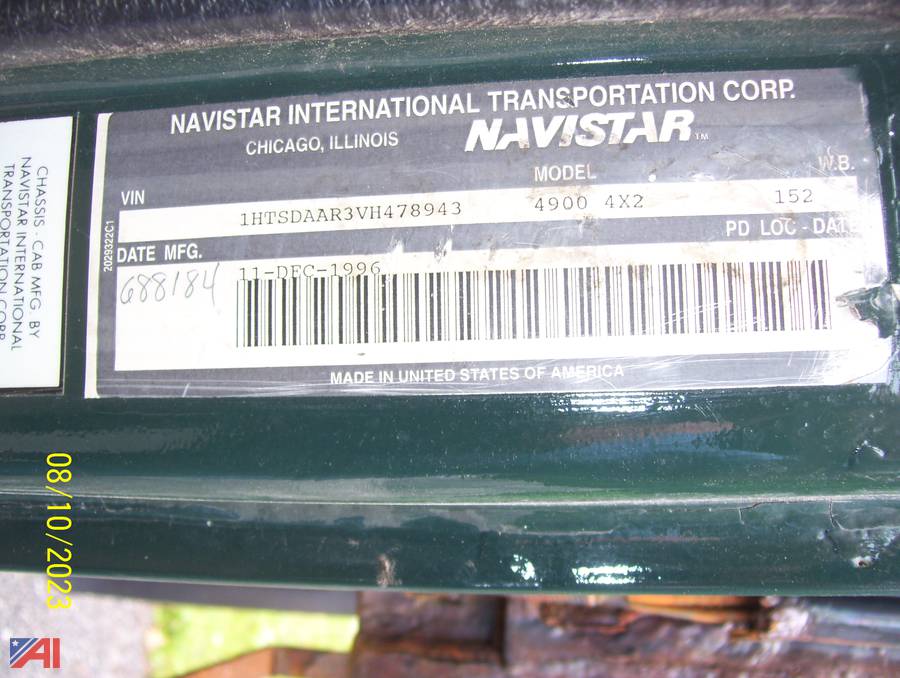 NAVISTAR INTERNATIONAL TRANSPORTATION CORP.
CHICAGO, ILLINOIS
NAVISTAR™
MODEL
W.B.
VIN
1HTSDAAR3VH478943
4900 4X2
152
PD LOC - DATE
DATE MFG.
11-DEC-1996
688184
2029322C1
MADE IN UNITED STATES OF AMERICA
CHASSIS - CAB MFG. BY
NAVISTAR INTERNATIONAL
TRANSPORTATION CORP.
08/10/2023
AI